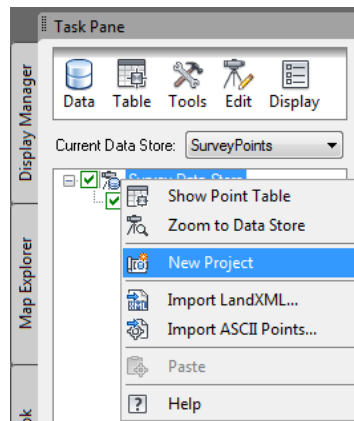 Task Pane
Data Table Tools Edit Display
Current Data Store: SurveyPoints
Survey Data Store
Show Point Table
Zoom to Data Store
New Project
XML
Import LandXML...
Import ASCII Points...
Paste
? Help
Display Manager
Map Explorer